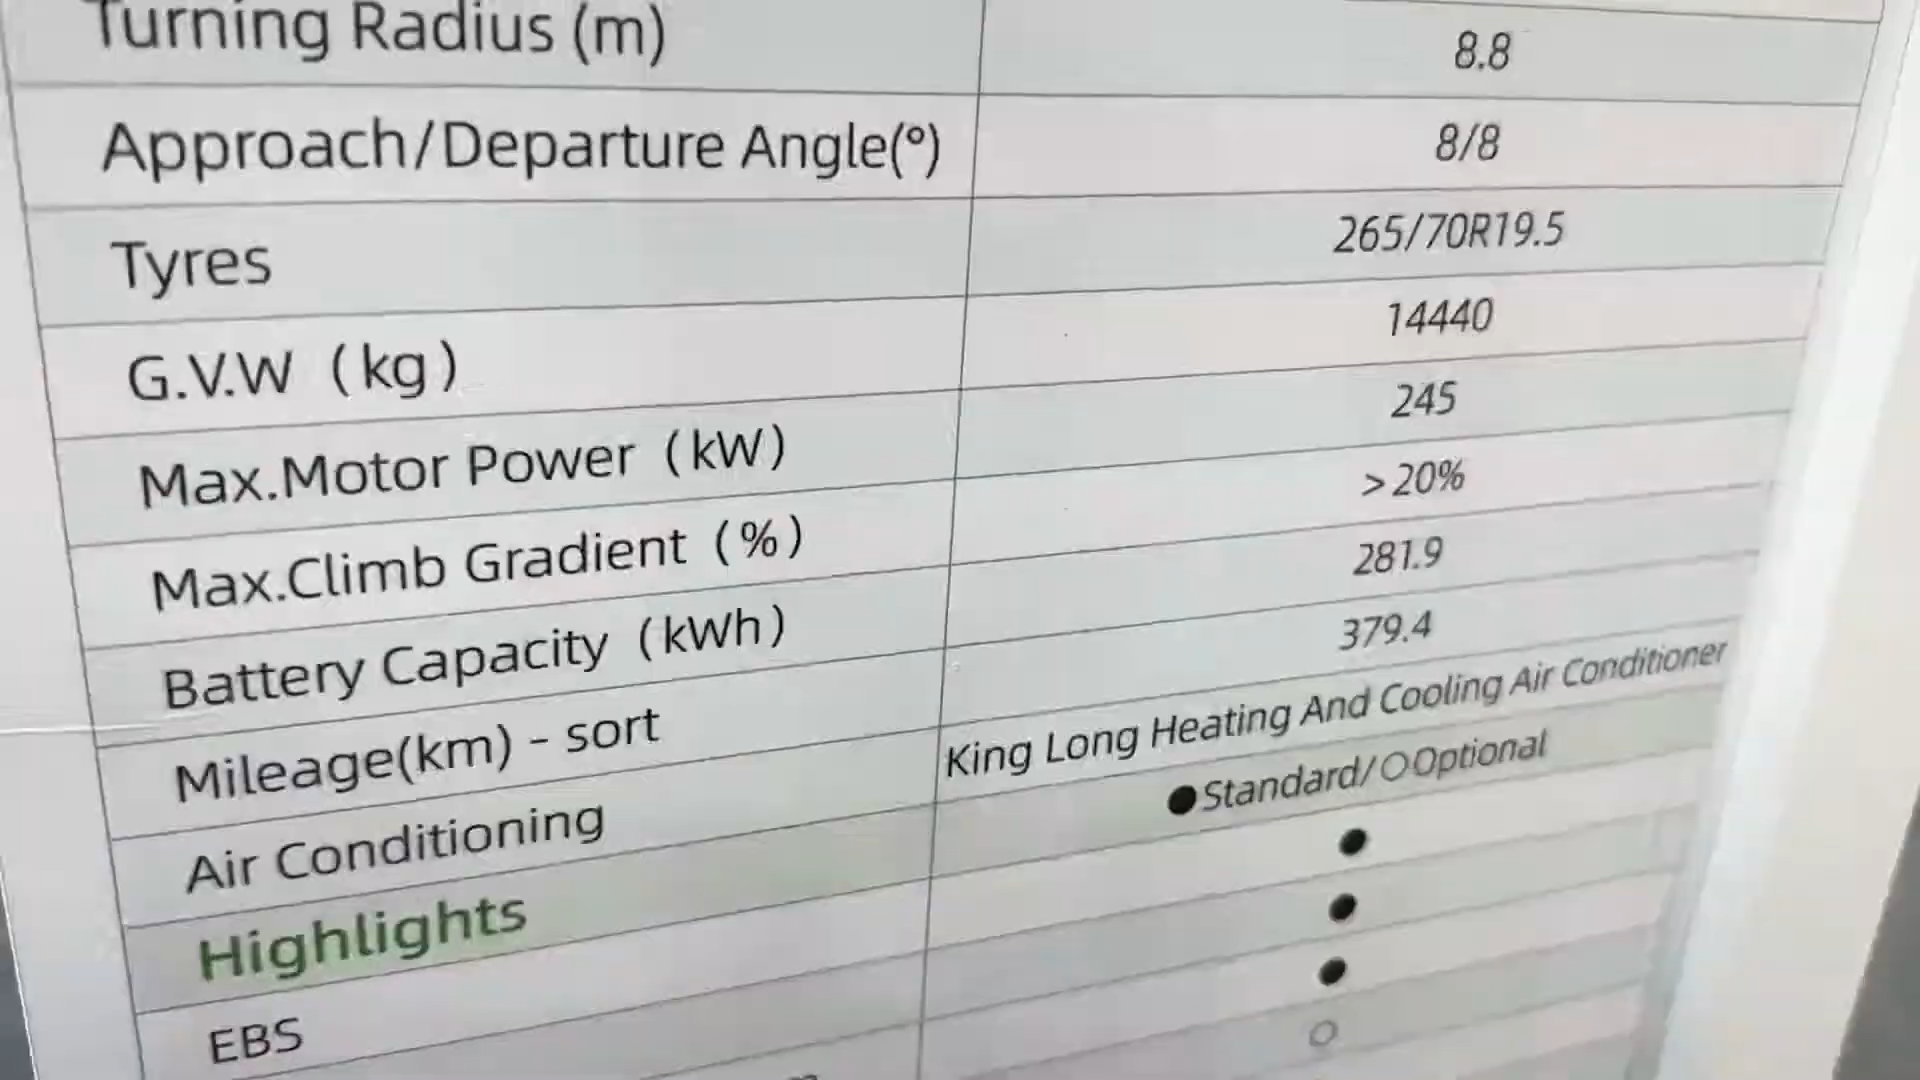 Turning Radius (m) 8.8
Approach/Departure Angle(°) 8/8
Tyres 265/70R19.5
G.V.W (kg) 14440
Max.Motor Power (kW) 245
Max.Climb Gradient (%) >20%
Battery Capacity (kWh) 281.9
Mileage(km) - sort 379.4
Air Conditioning King Long Heating And Cooling Air Conditioner
Highlights ●Standard/○Optional
EBS ●
●
●
○